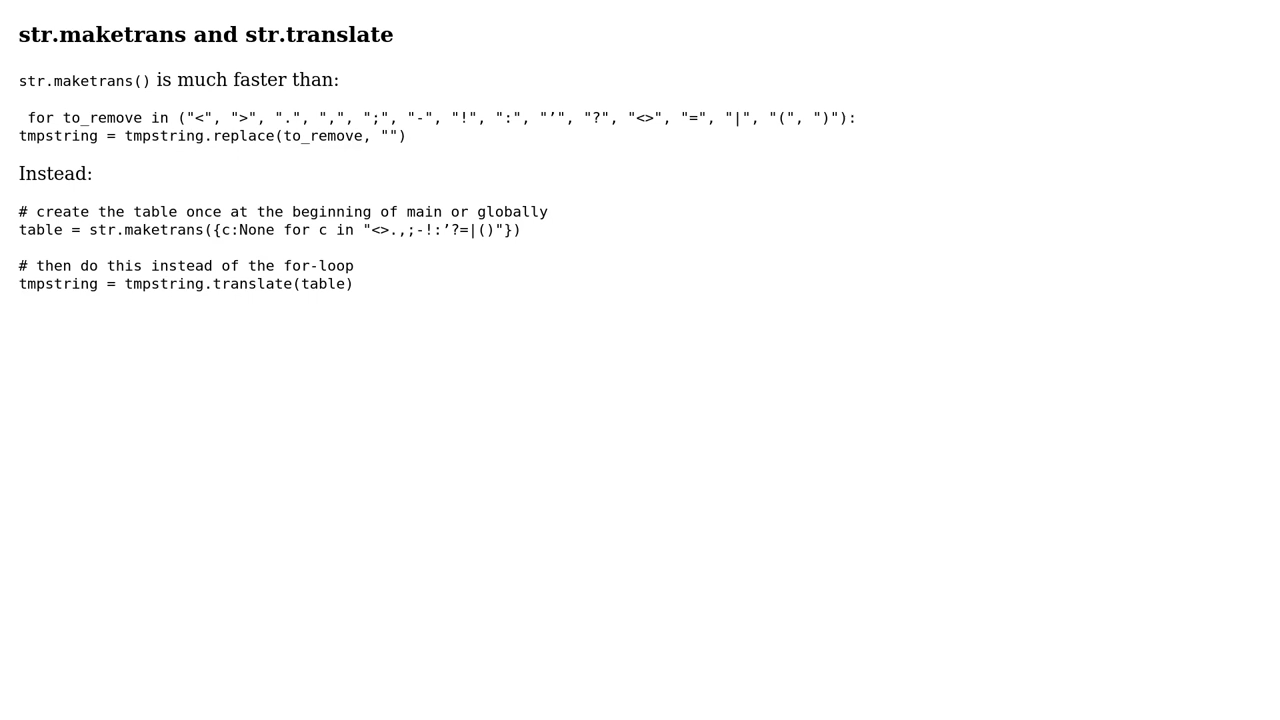 str.maketrans and str.translate
str.maketrans() is much faster than:
 for to_remove in ("<", ">", ".", ",", ";", "-", "!", ":", "’", "?", "<>", "=", "|", "(", ")"):
tmpstring = tmpstring.replace(to_remove, "")
Instead:
# create the table once at the beginning of main or globally
table = str.maketrans({c:None for c in "<>.,;-!:’?=|()"})
# then do this instead of the for-loop
tmpstring = tmpstring.translate(table)